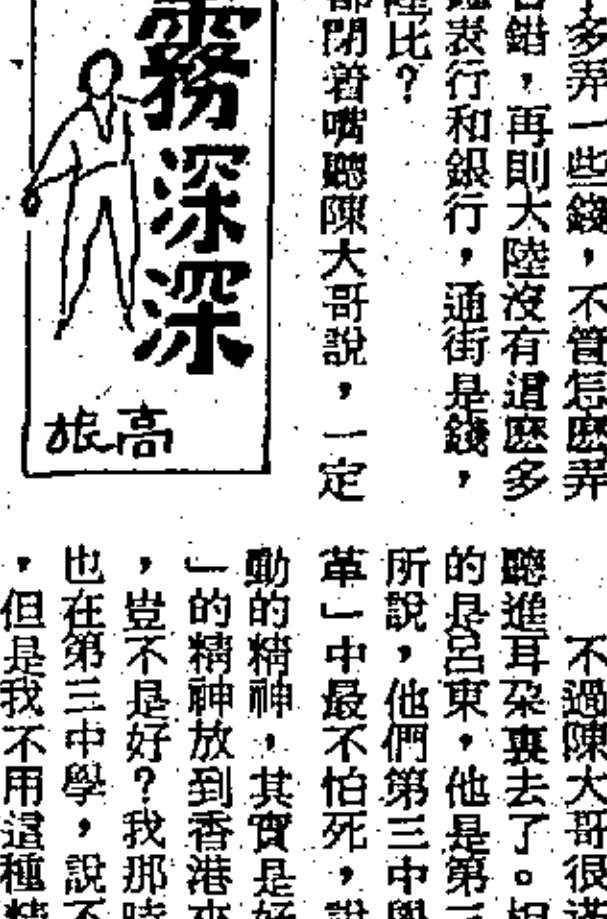 多弄一些錢，不管怎麼弄
錯，再則大陸沒有這麼多
表行和銀行，通街是錢，
陸比？
都閉着嘴聽陳大哥說，一定
霧深深
高旅
不過陳大哥很
聽進耳朶裏去了。
的是呂東，他是第三
所說，他們第三中學
革」中最不怕死，說
動的精神，其實是好
」的精神放到香港來
，豈不是好？我那時
也在第三中學，說不
，但是我不用這種精